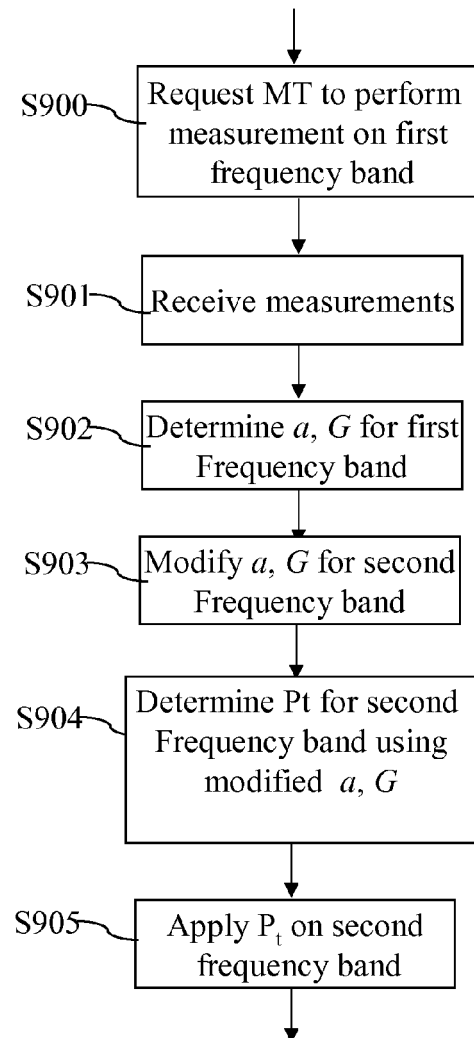 S900
Request MT to perform
measurement on first
frequency band
S901
Receive measurements
S902
Determine a, G for first
Frequency band
S903
Modify a, G for second
Frequency band
S904
Determine Pt for second
Frequency band using
modified a, G
S905
Apply Pt on second
frequency band